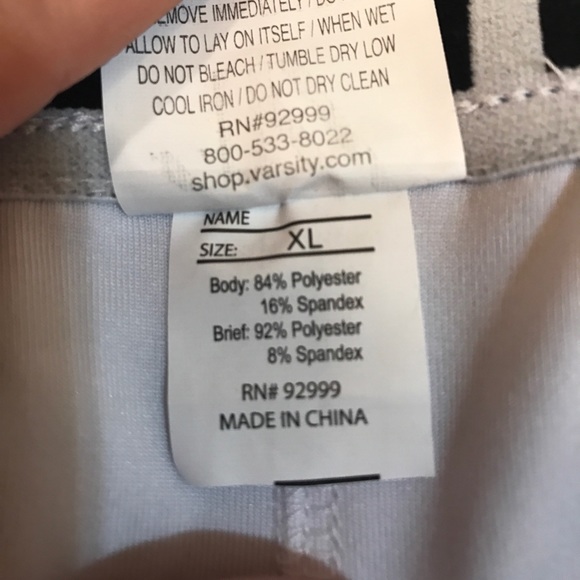 REMOVE IMMEDIATELY / DO
ALLOW TO LAY ON ITSELF / WHEN WET
DO NOT BLEACH / TUMBLE DRY LOW
COOL IRON / DO NOT DRY CLEAN
RN#92999
800-533-8022
shop.varsity.com
NAME
SIZE: XL
Body: 84% Polyester
16% Spandex
Brief: 92% Polyester
8% Spandex
RN# 92999
MADE IN CHINA